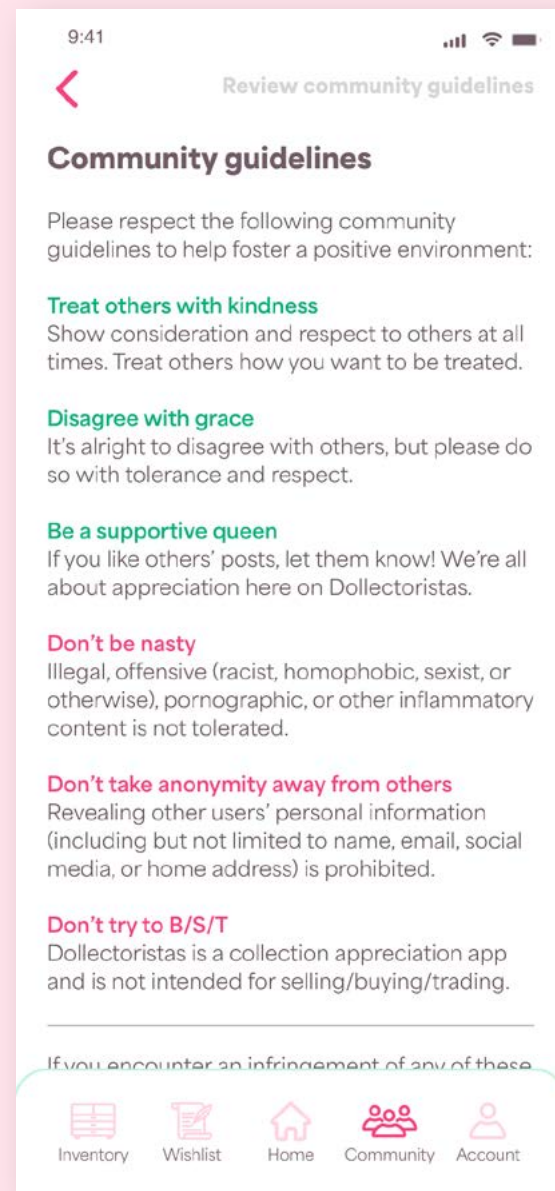 9:41
Review community guidelines
Community guidelines
Please respect the following community
guidelines to help foster a positive environment:
Treat others with kindness
Show consideration and respect to others at all
times. Treat others how you want to be treated.
Disagree with grace
It’s alright to disagree with others, but please do
so with tolerance and respect.
Be a supportive queen
If you like others’ posts, let them know! We’re all
about appreciation here on Dollectoristas.
Don’t be nasty
Illegal, offensive (racist, homophobic, sexist, or
otherwise), pornographic, or other inflammatory
content is not tolerated.
Don’t take anonymity away from others
Revealing other users’ personal information
(including but not limited to name, email, social
media, or home address) is prohibited.
Don’t try to B/S/T
Dollectoristas is a collection appreciation app
and is not intended for selling/buying/trading.
If you encounter an infringement of any of these
Inventory Wishlist Home Community Account